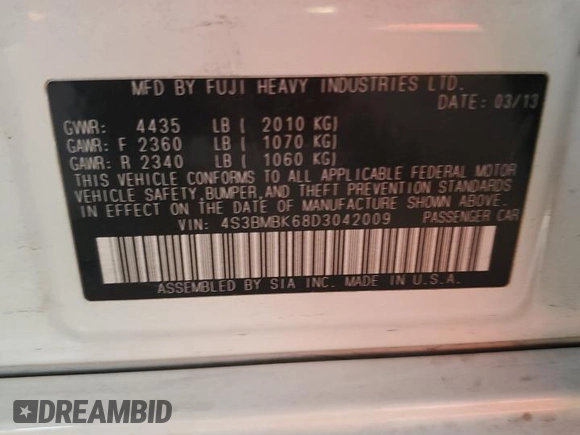 MFD BY FUJI HEAVY INDUSTRIES LTD.
DATE: 03/13
GVWR: 4435 LB ( 2010 KG)
GAWR: F 2360 LB ( 1070 KG)
GAWR: R 2340 LB ( 1060 KG)
THIS VEHICLE CONFORMS TO ALL APPLICABLE FEDERAL MOTOR
VEHICLE SAFETY,BUMPER,AND THEFT PREVENTION STANDARDS
IN EFFECT ON THE DATE OF MANUFACTURE SHOWN ABOVE.
VIN: 4S3BMBK68D3042009 PASSENGER CAR
ASSEMBLED BY SIA INC. MADE IN U.S.A.
DREAMBID